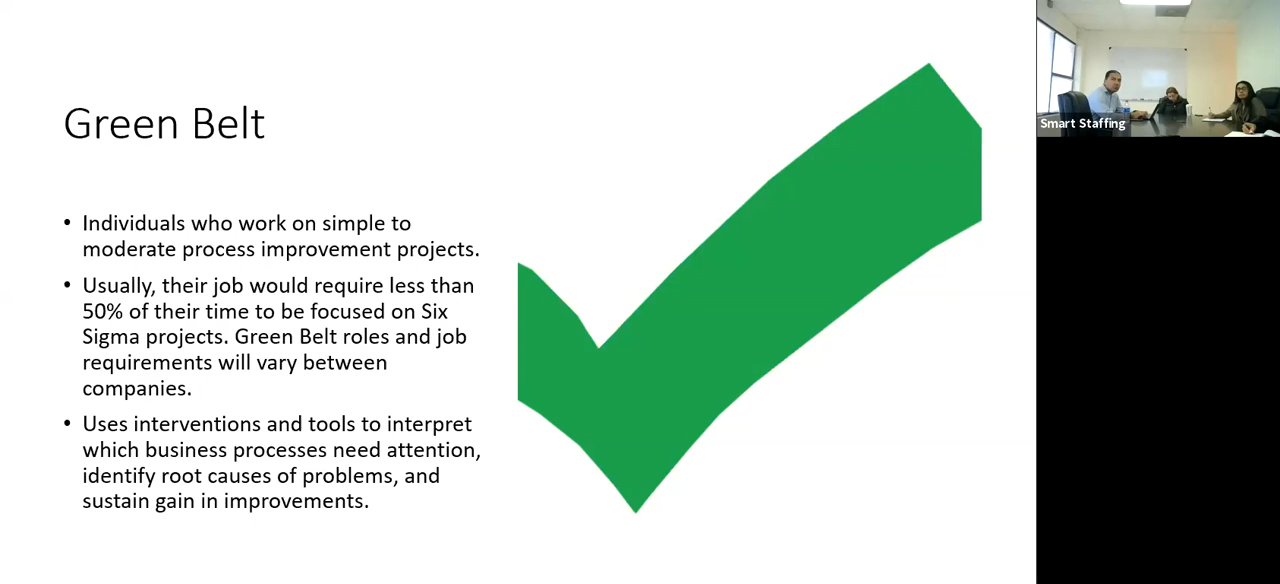 Green Belt
• Individuals who work on simple to
moderate process improvement projects.
• Usually, their job would require less than
50% of their time to be focused on Six
Sigma projects. Green Belt roles and job
requirements will vary between
companies.
• Uses interventions and tools to interpret
which business processes need attention,
identify root causes of problems, and
sustain gain in improvements.
Smart Staffing